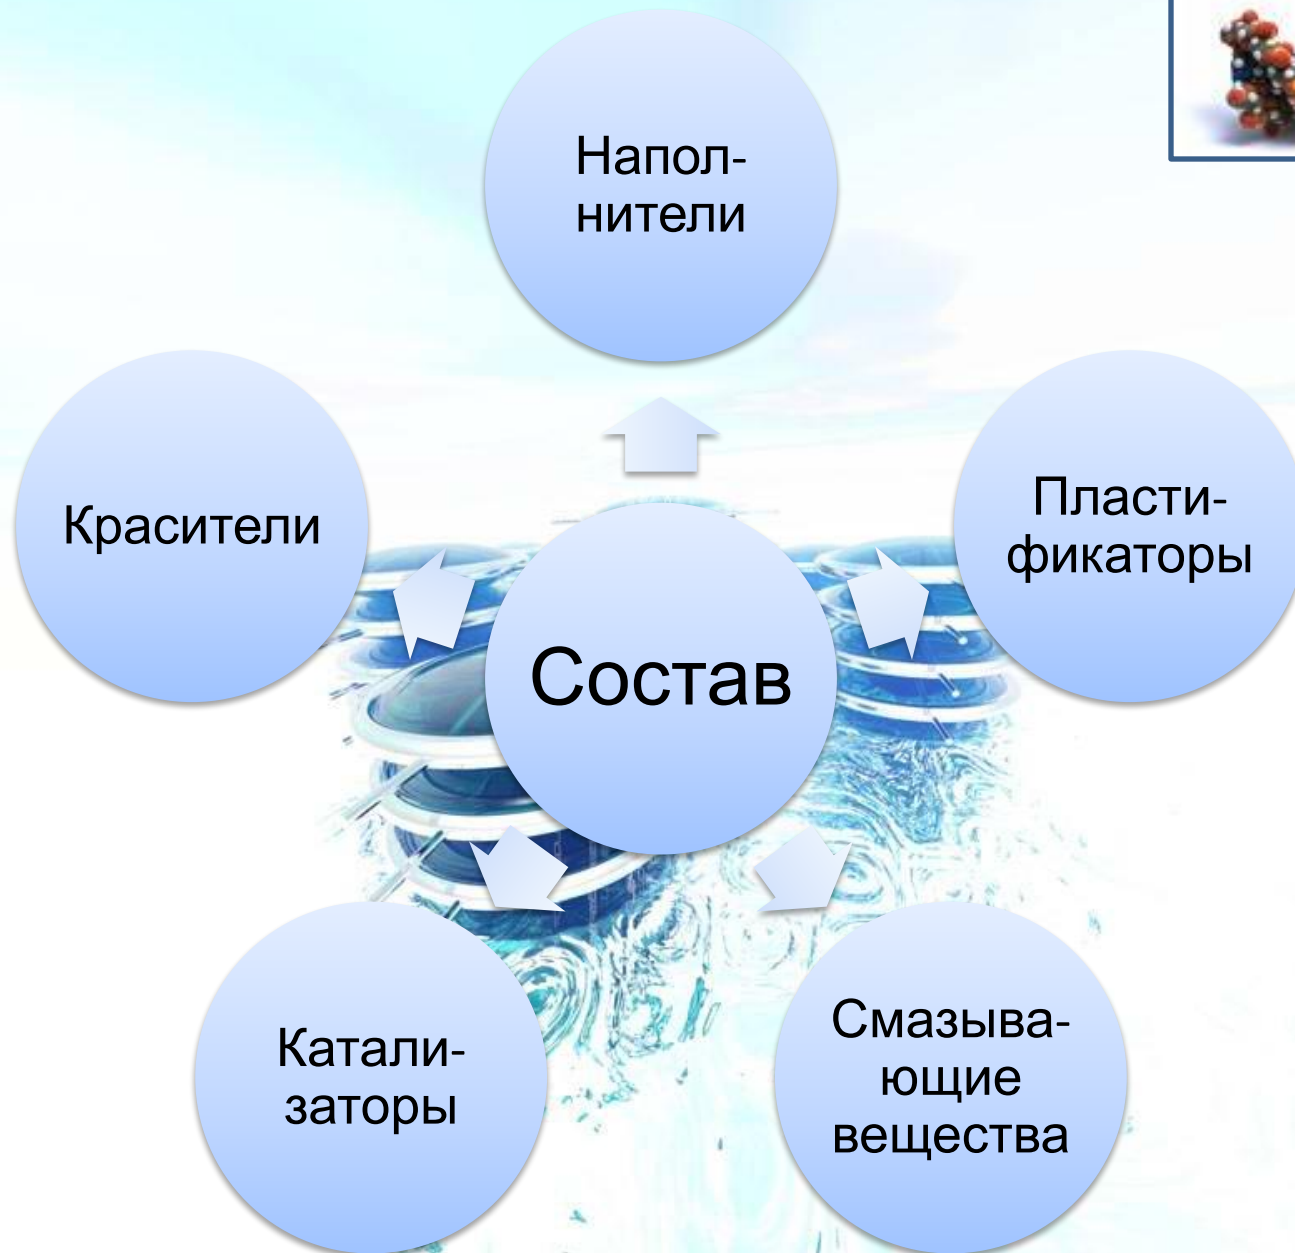 Напол-
нители
Красители
Пласти-
фикаторы
Состав
Катали-
заторы
Смазыва-
ющие
вещества